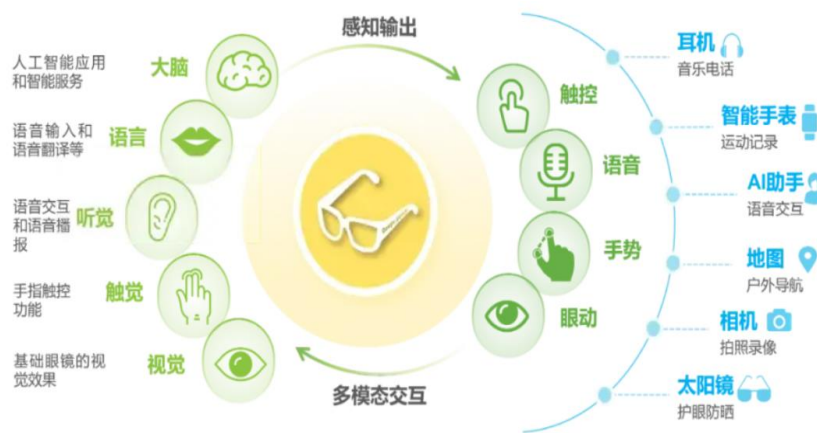 感知输出
人工智能应用
和智能服务
大脑
语音输入和
语音翻译等
语言
语音交互
和语音播
报
听觉
手指触控
功能
触觉
基础眼镜的视
觉效果
视觉
多模态交互
触控
语音
手势
眼动
耳机
音乐电话
智能手表
运动记录
AI助手
语音交互
地图
户外导航
相机
拍照录像
太阳镜
护眼防晒